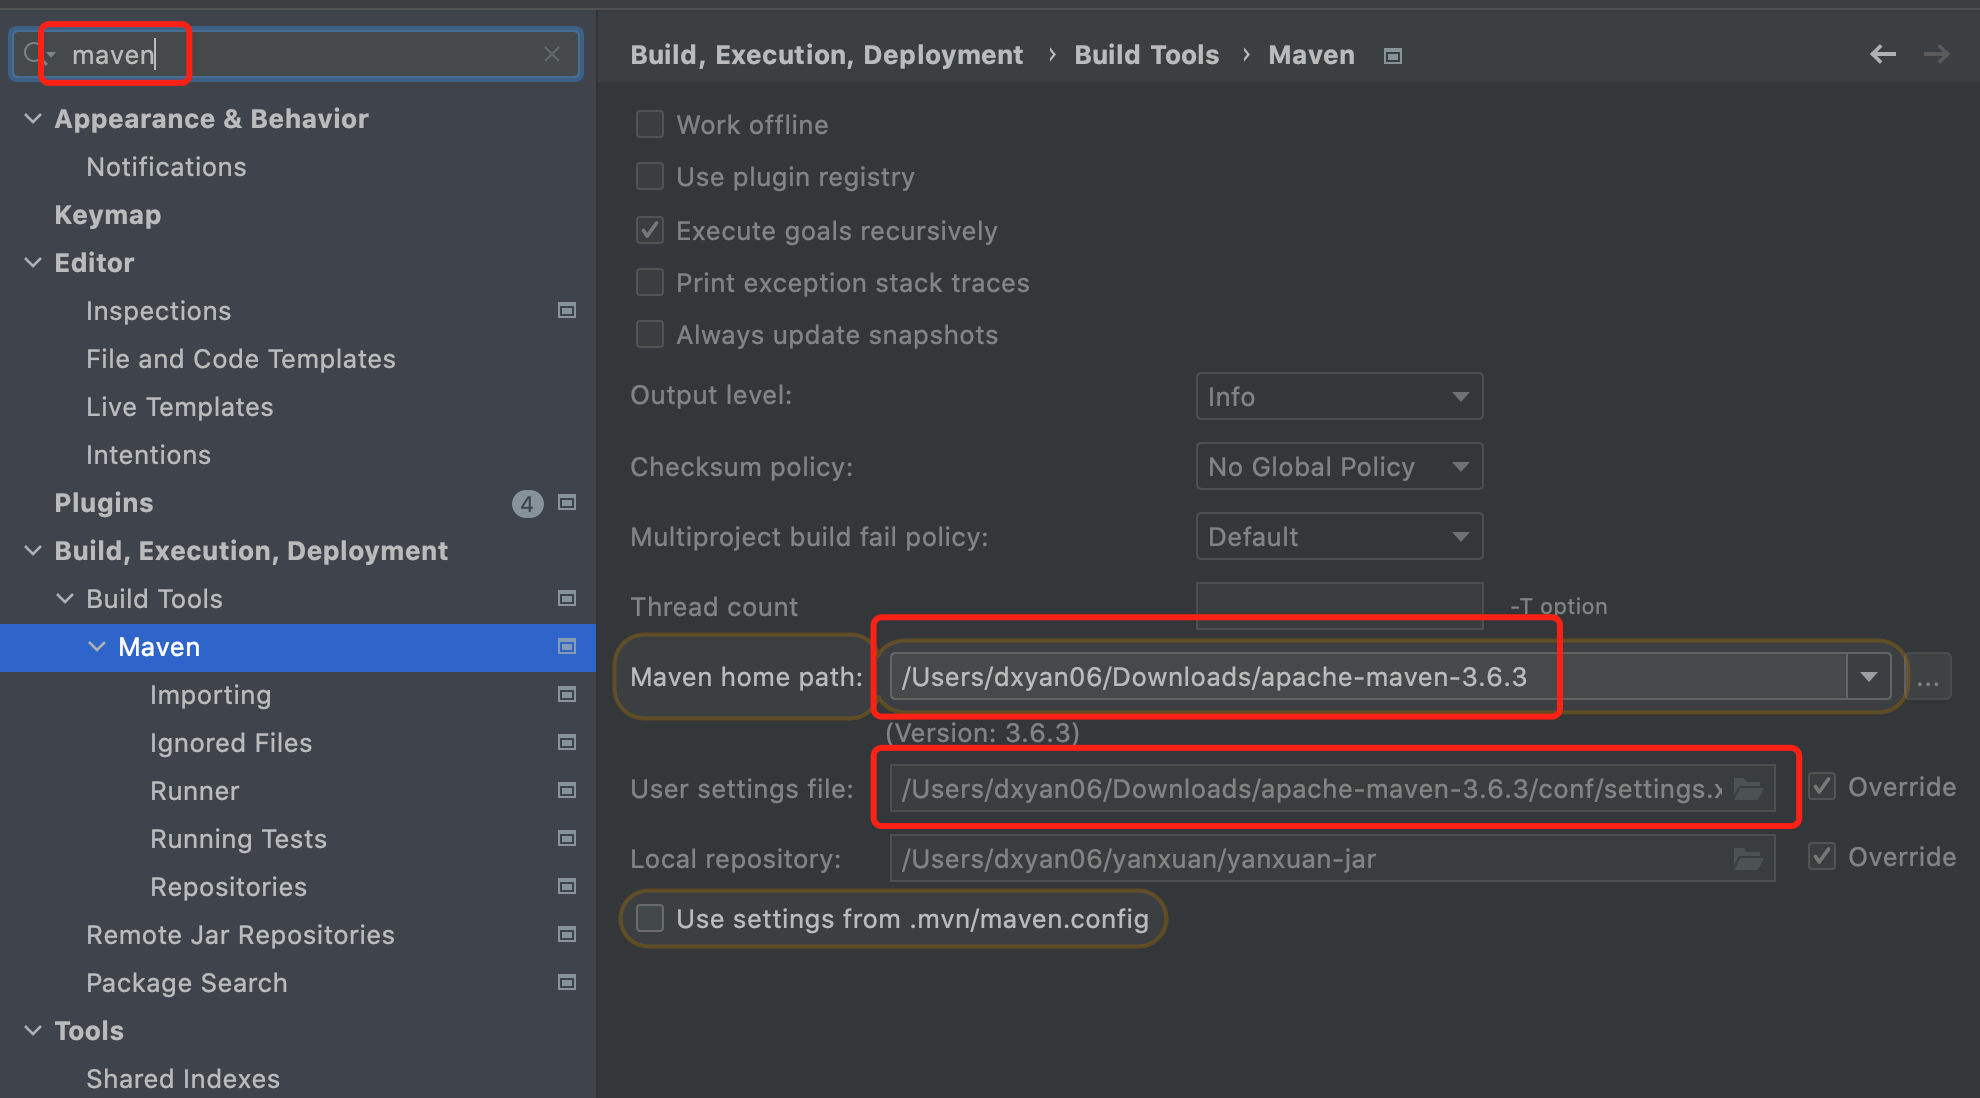 maven
Appearance & Behavior
Notifications
Keymap
Editor
Inspections
File and Code Templates
Live Templates
Intentions
Plugins 4
Build, Execution, Deployment
Build Tools
Maven
Importing
Ignored Files
Runner
Running Tests
Repositories
Remote Jar Repositories
Package Search
Tools
Shared Indexes
Build, Execution, Deployment › Build Tools › Maven
Work offline
Use plugin registry
Execute goals recursively
Print exception stack traces
Always update snapshots
Output level: Info
Checksum policy: No Global Policy
Multiproject build fail policy: Default
Thread count -T option
Maven home path: /Users/dxyan06/Downloads/apache-maven-3.6.3 ...
(Version: 3.6.3)
User settings file: /Users/dxyan06/Downloads/apache-maven-3.6.3/conf/settings.x Override
Local repository: /Users/dxyan06/yanxuan/yanxuan-jar Override
Use settings from .mvn/maven.config